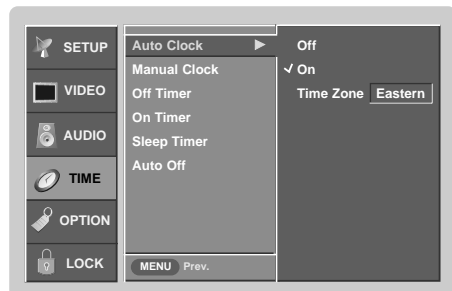 SETUP
VIDEO
AUDIO
TIME
OPTION
LOCK
Auto Clock ►
Manual Clock
Off Timer
On Timer
Sleep Timer
Auto Off
MENU Prev.
Off
✓ On
Time Zone Eastern